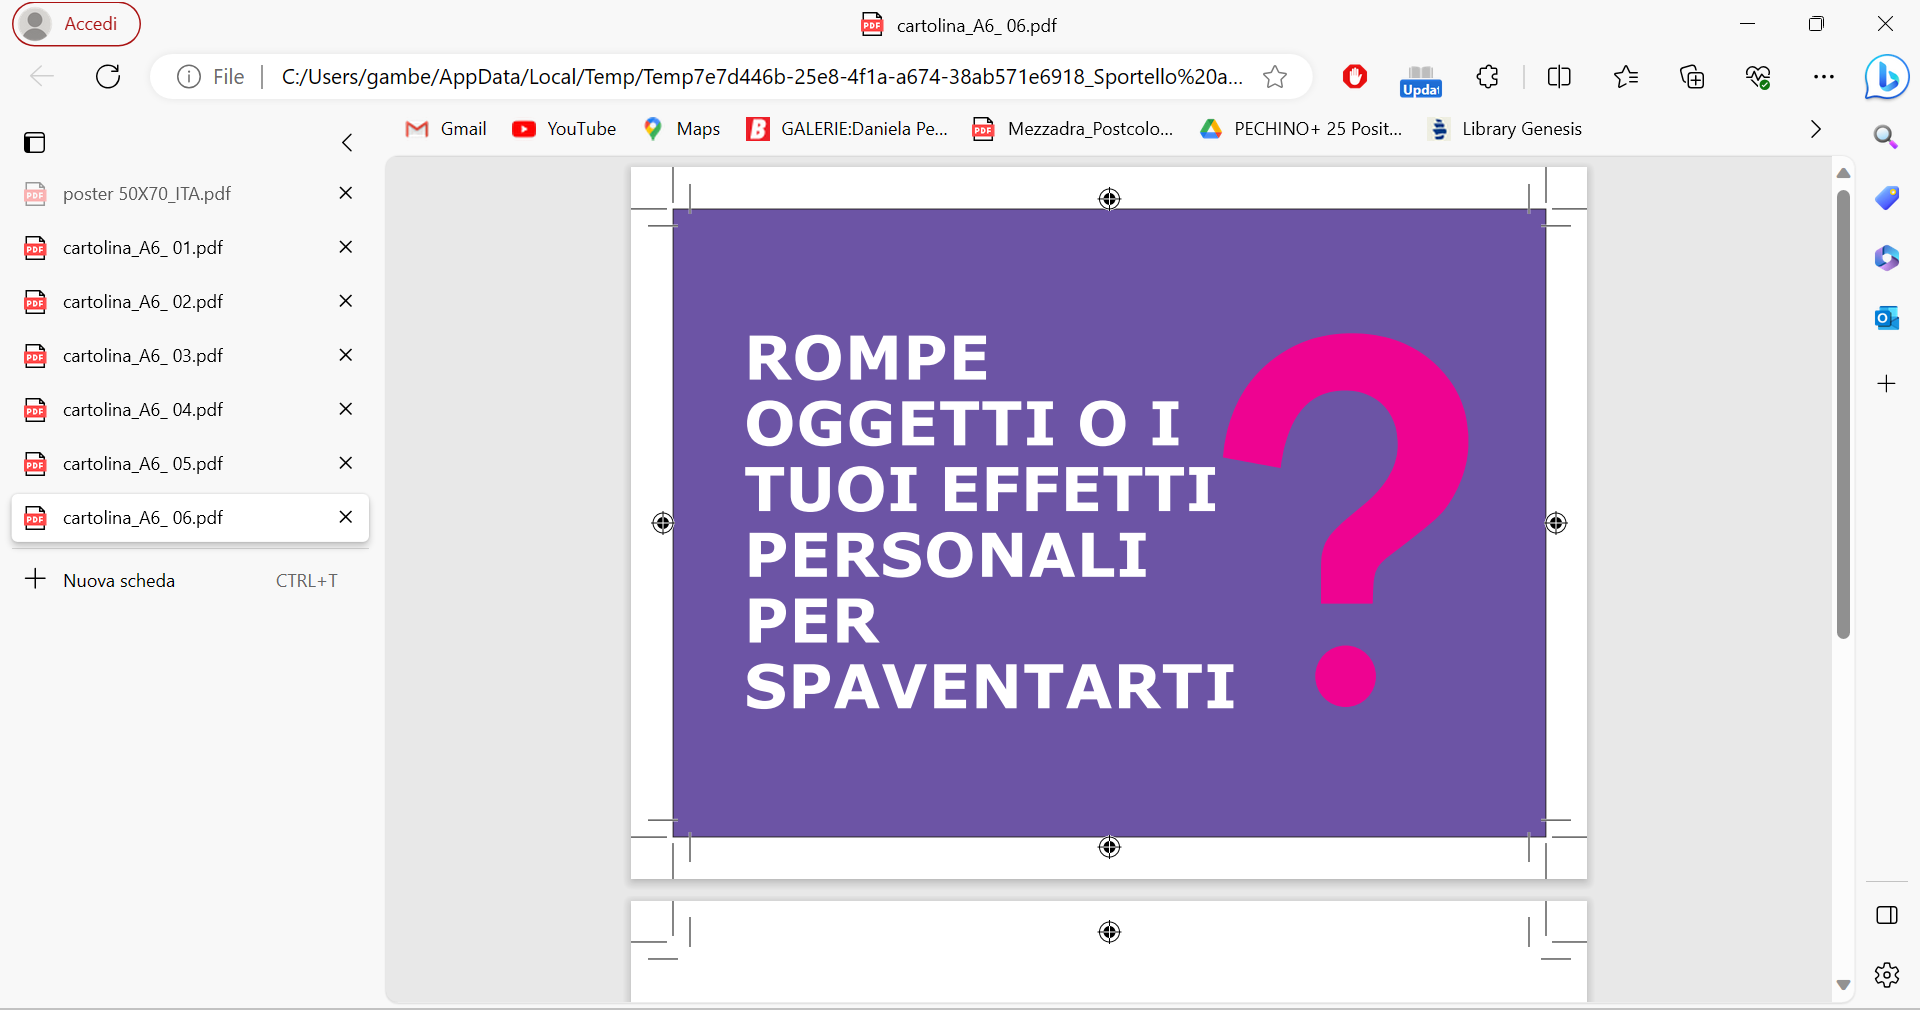 Accedi
cartolina_A6_ 06.pdf
File
C:/Users/gambe/AppData/Local/Temp/Temp7e7d446b-25e8-4f1a-a674-38ab571e6918_Sportello%20a...
Updat
Gmail
YouTube
Maps
GALERIE:Daniela Pe...
Mezzadra_Postcolo...
PECHINO+ 25 Posit...
Library Genesis
poster 50X70_ITA.pdf
cartolina_A6_ 01.pdf
cartolina_A6_ 02.pdf
cartolina_A6_ 03.pdf
cartolina_A6_ 04.pdf
cartolina_A6_ 05.pdf
cartolina_A6_ 06.pdf
Nuova scheda CTRL+T
ROMPE
OGGETTI O I
TUOI EFFETTI
PERSONALI
PER
SPAVENTARTI
?